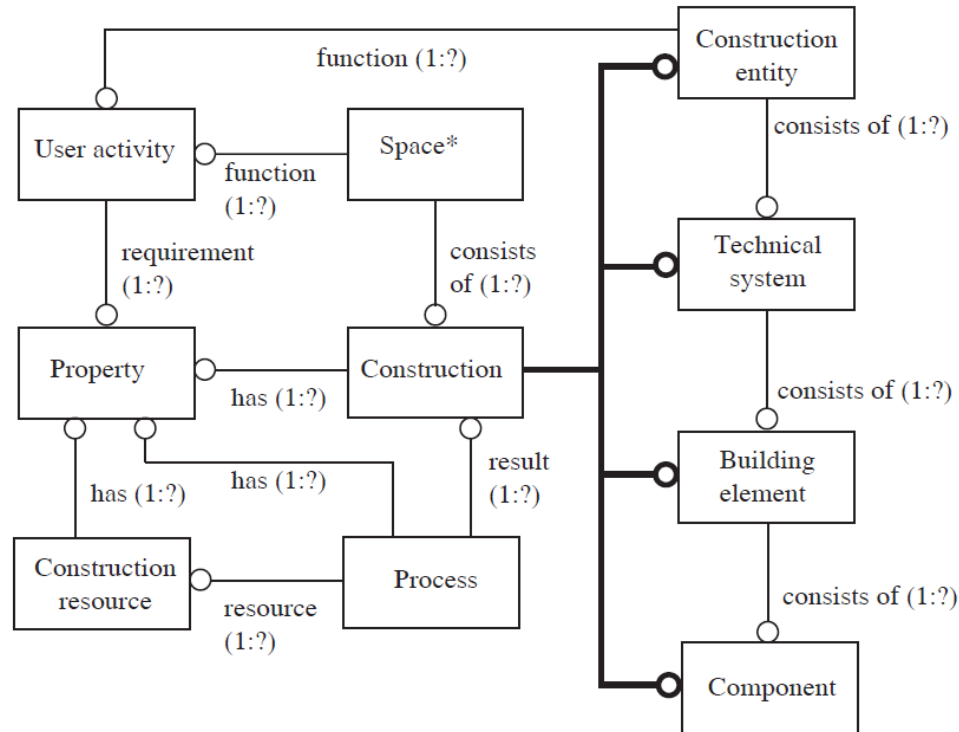 Construction
entity
function (1:?)
consists of (1:?)
User activity
Space*
function
(1:?)
requirement
(1:?)
consists
of (1:?)
Technical
system
Property
Construction
has (1:?)
consists of (1:?)
result
(1:?)
has (1:?)
has (1:?)
Building
element
Construction
resource
Process
resource
(1:?)
consists of (1:?)
Component